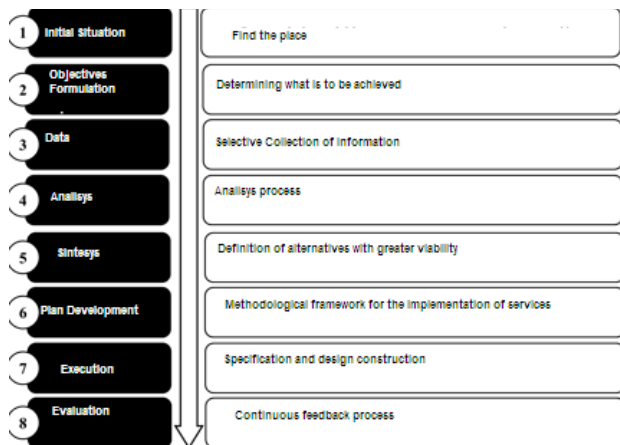 1 Initial Situation
Find the place
2 Objectives
Formulation
Determining what is to be achieved
3 Data
Selective Collection of Information
4 Analisys
Analisys process
5 Sintesys
Definition of alternatives with greater viability
6 Plan Development
Methodological framework for the implementation of services
7 Execution
Specification and design construction
8 Evaluation
Continuous feedback process